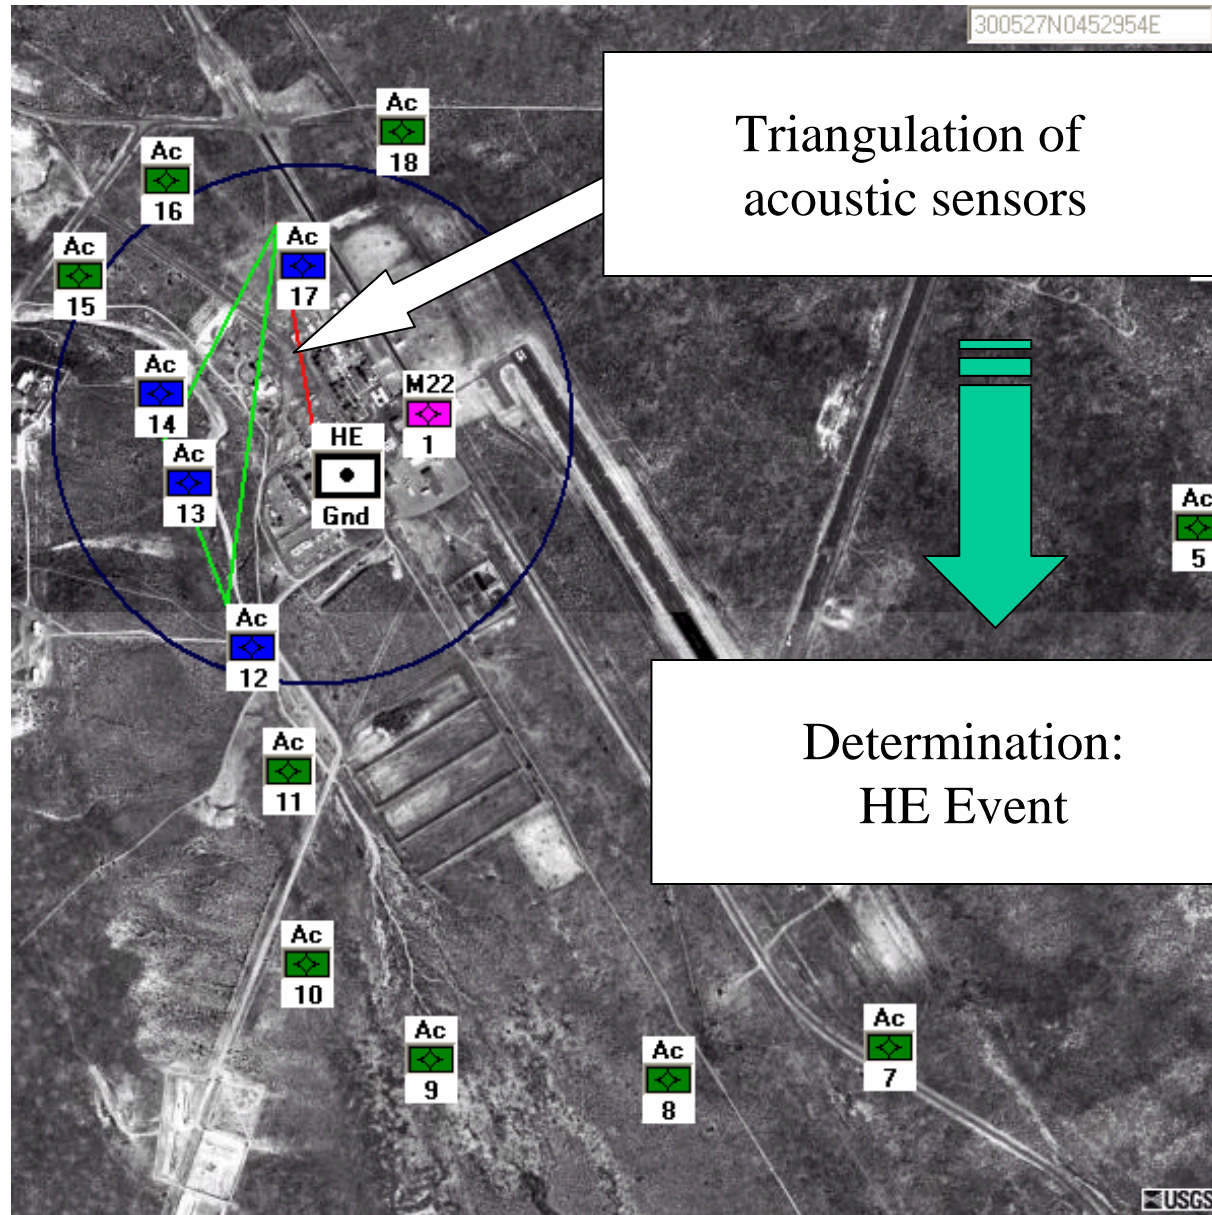 300527N0452954E
Triangulation of
acoustic sensors
Ac
18
Ac
16
Ac
17
Ac
15
Ac
14
M22
1
HE
Gnd
Ac
13
Ac
5
Ac
12
Determination:
HE Event
Ac
11
Ac
10
Ac
9
Ac
8
Ac
7
USGS